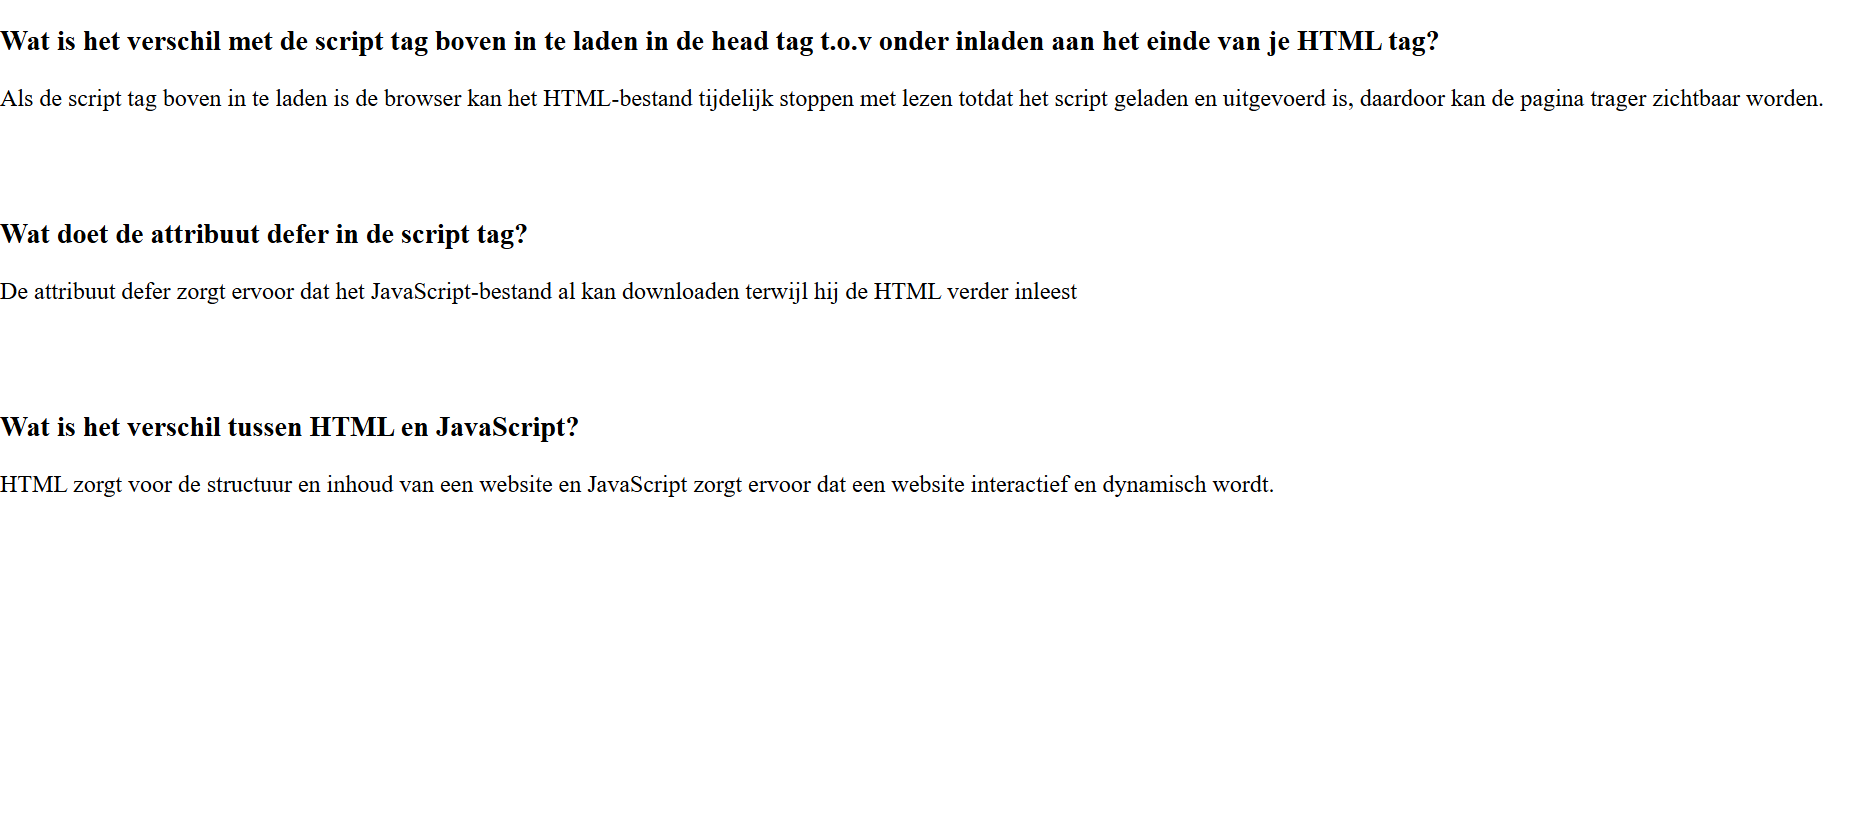 Wat is het verschil met de script tag boven in te laden in de head tag t.o.v onder inladen aan het einde van je HTML tag?
Als de script tag boven in te laden is de browser kan het HTML-bestand tijdelijk stoppen met lezen totdat het script geladen en uitgevoerd is, daardoor kan de pagina trager zichtbaar worden.
Wat doet de attribuut defer in de script tag?
De attribuut defer zorgt ervoor dat het JavaScript-bestand al kan downloaden terwijl hij de HTML verder inleest
Wat is het verschil tussen HTML en JavaScript?
HTML zorgt voor de structuur en inhoud van een website en JavaScript zorgt ervoor dat een website interactief en dynamisch wordt.